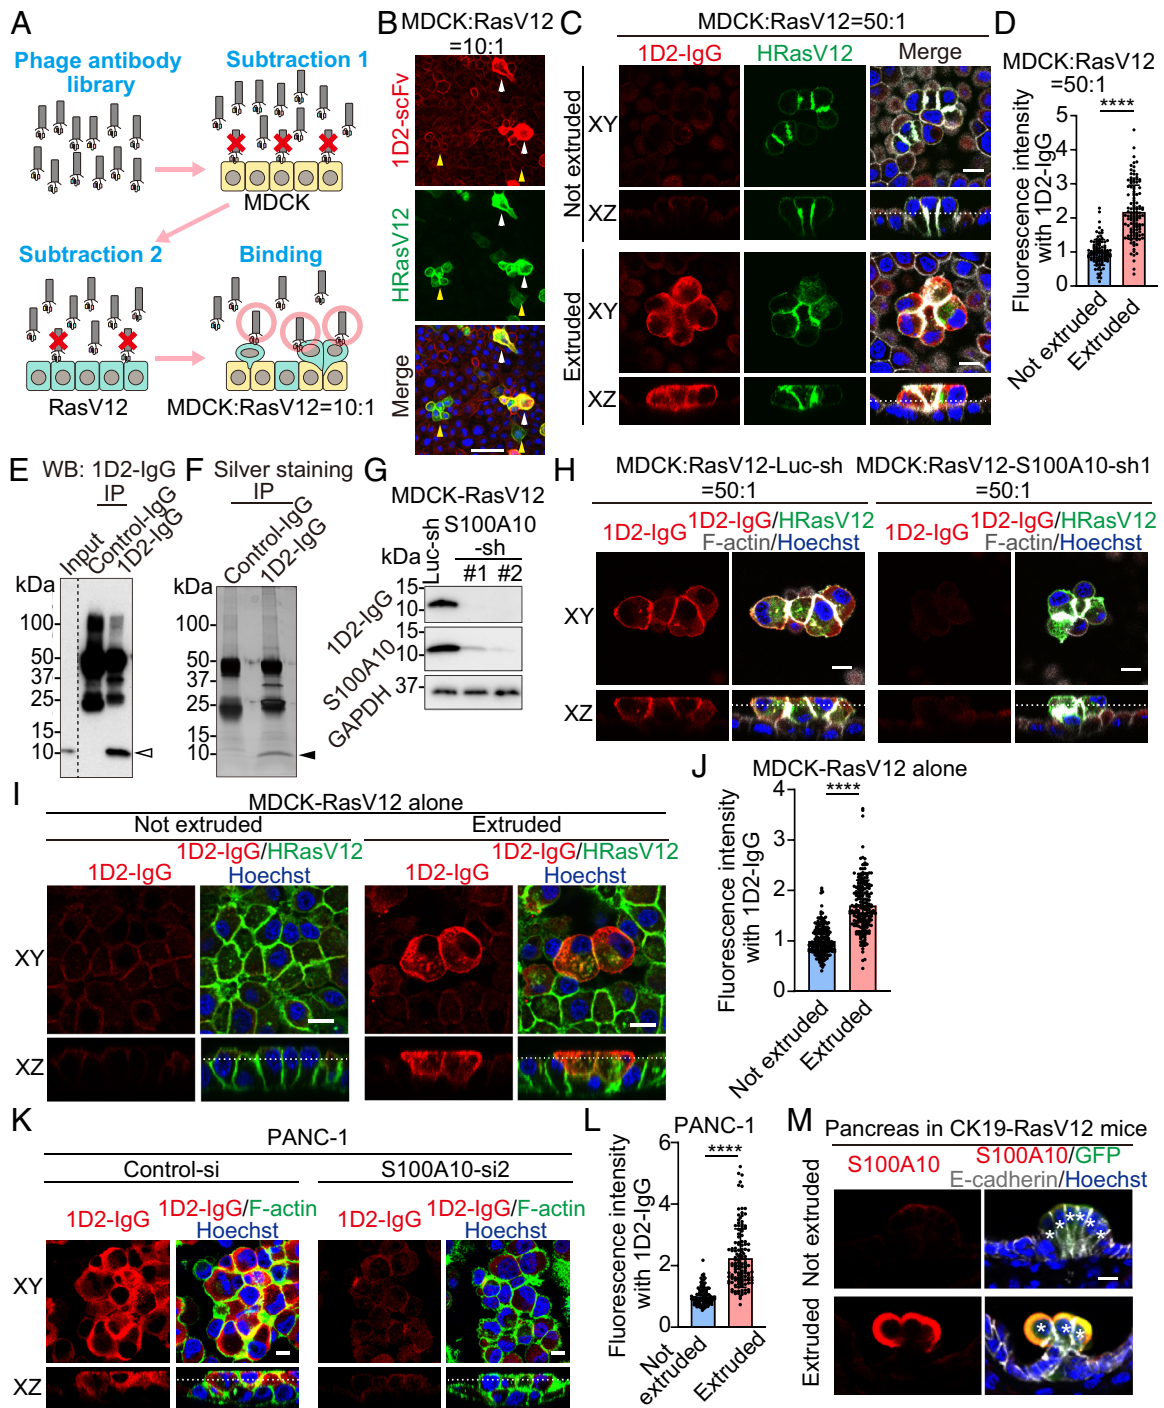 A
Phage antibody
library
Subtraction 1
MDCK
Subtraction 2
Binding
RasV12
MDCK:RasV12=10:1
B
MDCK:RasV12
=10:1
1D2-scFv
HRasV12
Merge
C
MDCK:RasV12=50:1
1D2-IgG
HRasV12
Merge
Not extruded
XY
XZ
Extruded
XY
XZ
D
MDCK:RasV12
=50:1
Fluorescence intensity
with 1D2-IgG
****
5
4
3
2
1
0
Not extruded
Extruded
E
WB: 1D2-IgG
IP
Input
Control-IgG
1D2-IgG
kDa
100
50
37
25
15
10
F
Silver staining
IP
Control-IgG
1D2-IgG
kDa
100
50
37
25
15
10
G
MDCK-RasV12
Luc-sh
S100A10
-sh
#1
#2
kDa
15
10
15
10
37
1D2-IgG
S100A10
GAPDH
H
MDCK:RasV12-Luc-sh
=50:1
MDCK:RasV12-S100A10-sh1
=50:1
1D2-IgG
1D2-IgG/HRasV12
F-actin/Hoechst
1D2-IgG
1D2-IgG/HRasV12
F-actin/Hoechst
XY
XZ
I
MDCK-RasV12 alone
Not extruded
Extruded
1D2-IgG
1D2-IgG/HRasV12
Hoechst
1D2-IgG
1D2-IgG/HRasV12
Hoechst
XY
XZ
J
MDCK-RasV12 alone
Fluorescence intensity
with 1D2-IgG
****
4
3
2
1
0
Not extruded
Extruded
K
PANC-1
Control-si
S100A10-si2
1D2-IgG
1D2-IgG/F-actin
Hoechst
1D2-IgG
1D2-IgG/F-actin
Hoechst
XY
XZ
L
PANC-1
Fluorescence intensity
with 1D2-IgG
****
6
4
2
0
Not
extruded
Extruded
M
Pancreas in CK19-RasV12 mice
S100A10
S100A10/GFP
E-cadherin/Hoechst
Not extruded
* * * * * *
Extruded
* * *